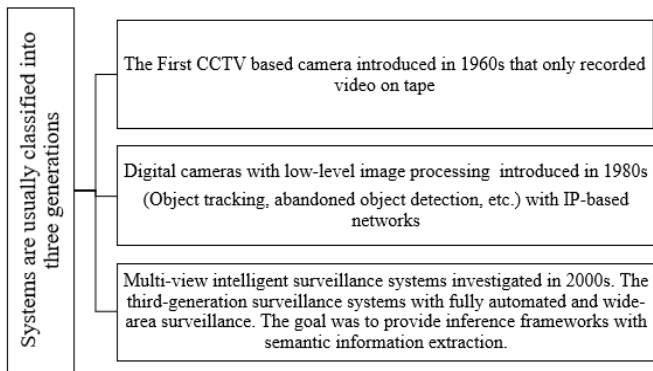 Systems are usually classified into
three generations
The First CCTV based camera introduced in 1960s that only recorded
video on tape
Digital cameras with low-level image processing introduced in 1980s
(Object tracking, abandoned object detection, etc.) with IP-based
networks
Multi-view intelligent surveillance systems investigated in 2000s. The
third-generation surveillance systems with fully automated and wide-
area surveillance. The goal was to provide inference frameworks with
semantic information extraction.